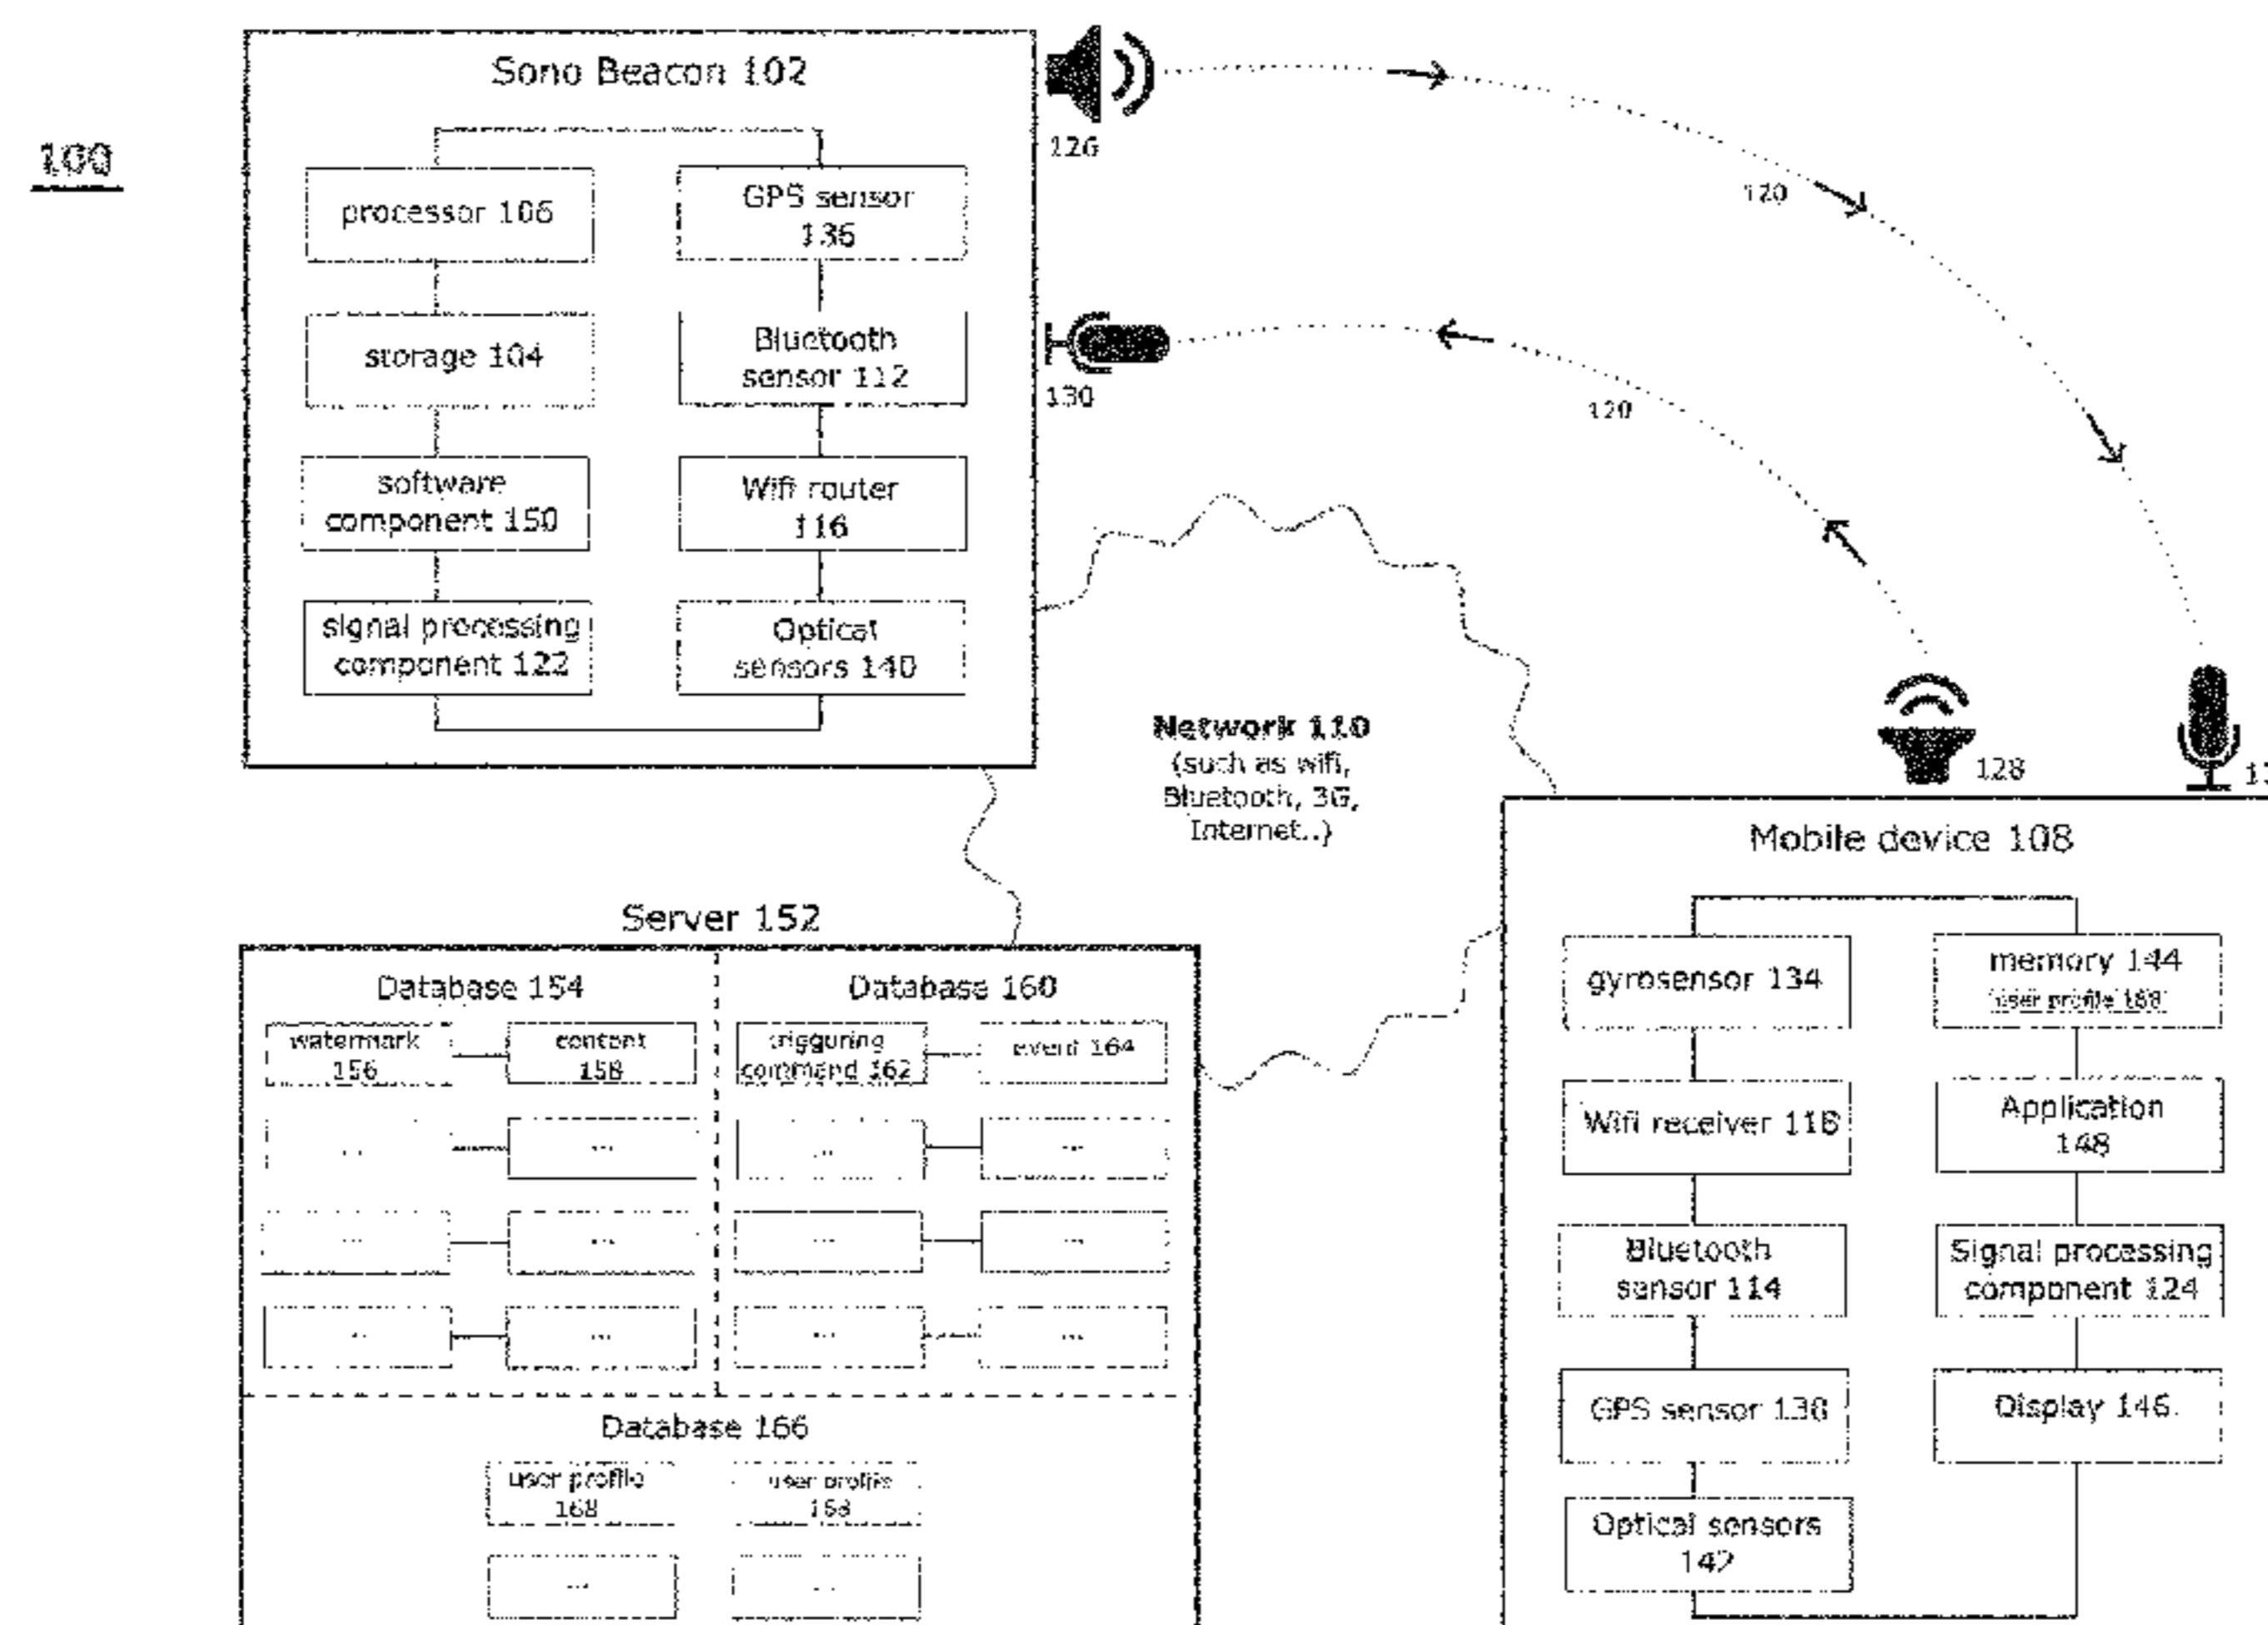 100
Sono Beacon 102
processor 106
storage 104
software
component 150
signal processing
component 122
GPS sensor
136
Bluetooth
sensor 112
Wifi router
116
Optical
sensors 140
126
130
120
120
128
Network 110
(such as wifi,
Bluetooth, 3G,
Internet..)
Server 152
Database 154
watermark
156
content
158
...
...
...
...
...
Database 160
trigguring
command 162
event 164
...
...
...
...
...
...
Database 166
user profile
168
user profile
168
...
...
Mobile device 108
gyrosensor 134
Wifi receiver 118
Bluetooth
sensor 114
GPS sensor 138
Optical sensors
142
memory 144
user profile 168
Application
148
Signal processing
component 124
Display 146